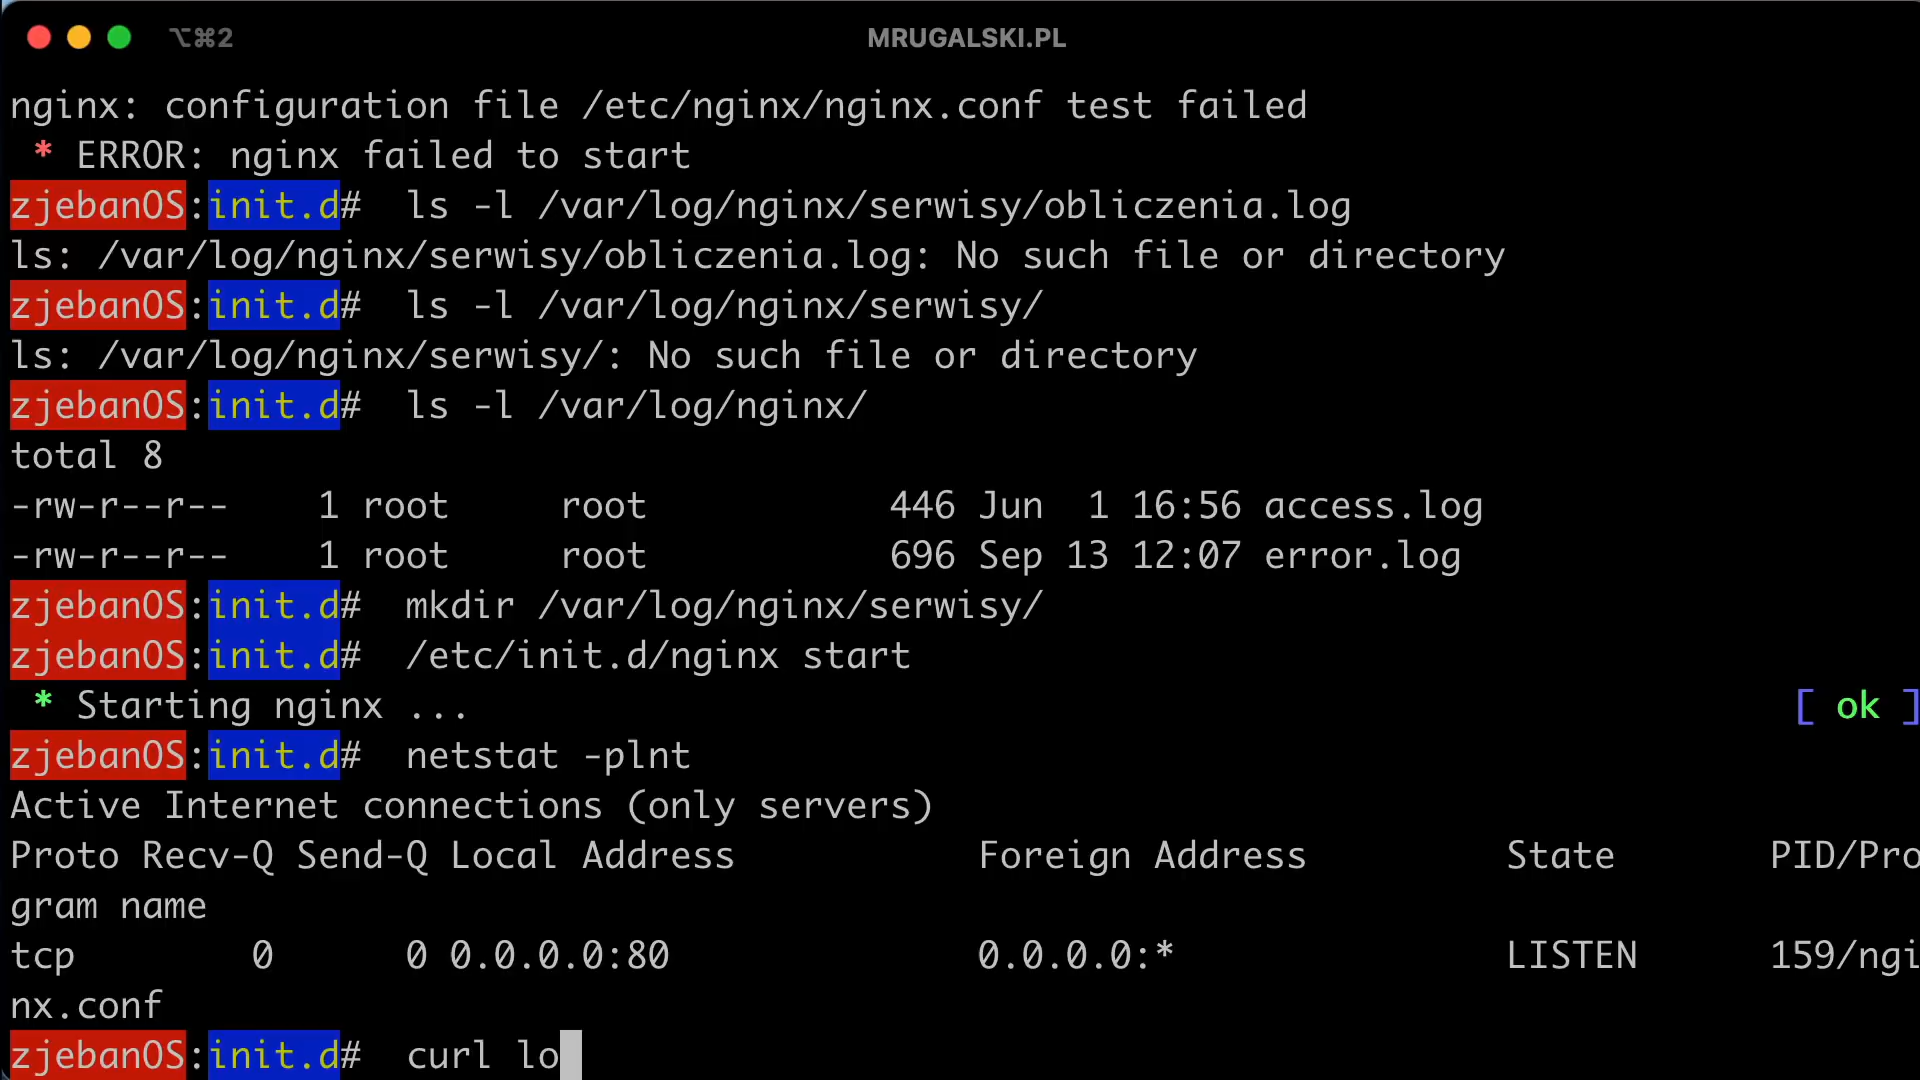 ⌥⌘2
MRUGALSKI.PL
nginx: configuration file /etc/nginx/nginx.conf test failed
 * ERROR: nginx failed to start
zjebanOS:init.d#  ls -l /var/log/nginx/serwisy/obliczenia.log
ls: /var/log/nginx/serwisy/obliczenia.log: No such file or directory
zjebanOS:init.d#  ls -l /var/log/nginx/serwisy/
ls: /var/log/nginx/serwisy/: No such file or directory
zjebanOS:init.d#  ls -l /var/log/nginx/
total 8
-rw-r--r--    1 root     root           446 Jun  1 16:56 access.log
-rw-r--r--    1 root     root           696 Sep 13 12:07 error.log
zjebanOS:init.d#  mkdir /var/log/nginx/serwisy/
zjebanOS:init.d#  /etc/init.d/nginx start
 * Starting nginx ... [ ok ]
zjebanOS:init.d#  netstat -plnt
Active Internet connections (only servers)
Proto Recv-Q Send-Q Local Address           Foreign Address         State       PID/Pro
gram name
tcp        0      0 0.0.0.0:80              0.0.0.0:*               LISTEN      159/ngi
nx.conf
zjebanOS:init.d#  curl lo